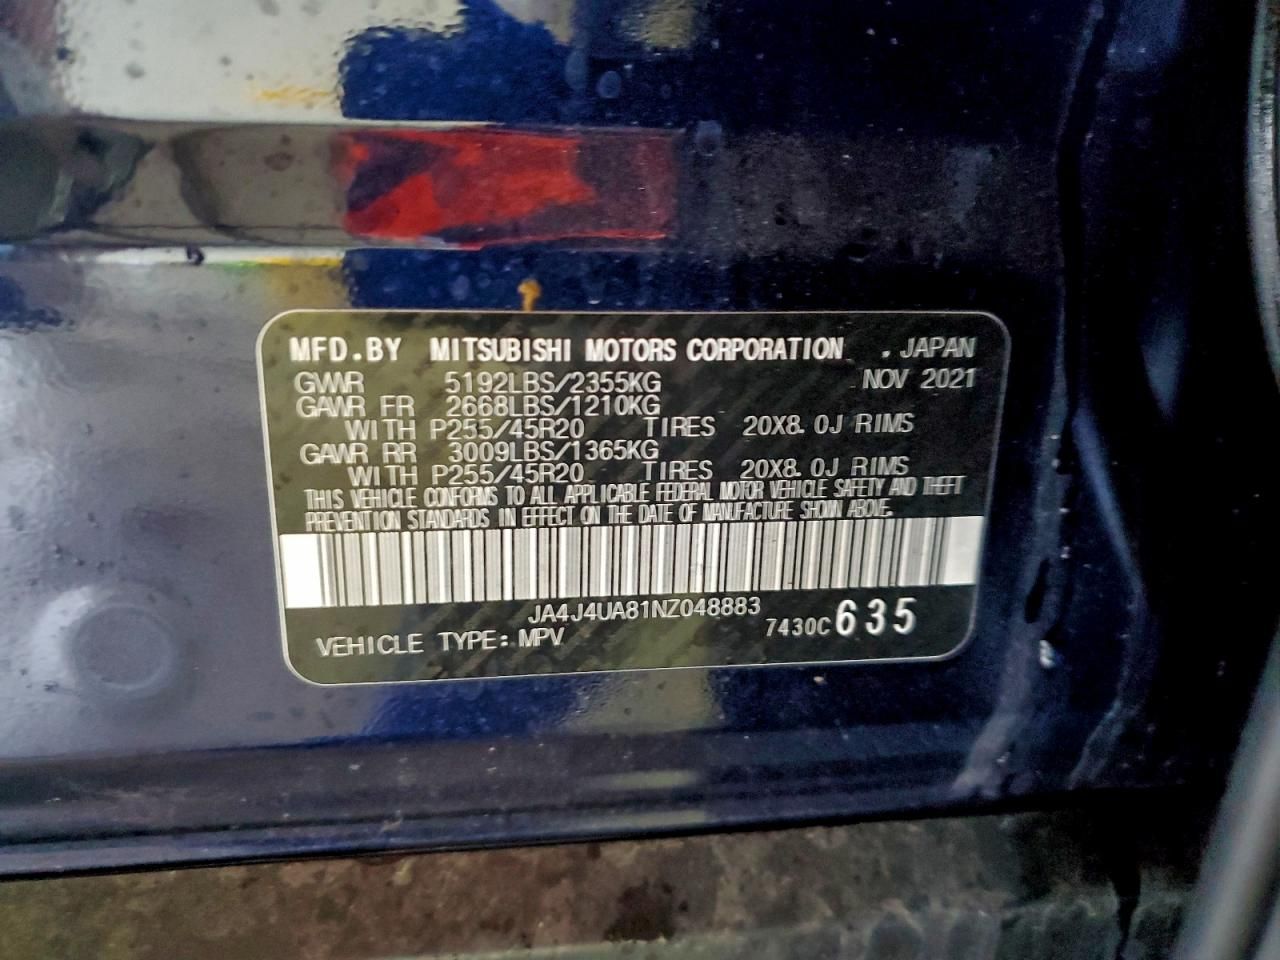 MFD.BY MITSUBISHI MOTORS CORPORATION . JAPAN
GVWR 5192LBS/2355KG NOV 2021
GAWR FR 2668LBS/1210KG
WITH P255/45R20 TIRES 20X8.0J RIMS
GAWR RR 3009LBS/1365KG
WITH P255/45R20 TIRES 20X8.0J RIMS
THIS VEHICLE CONFORMS TO ALL APPLICABLE FEDERAL MOTOR VEHICLE SAFETY AND THEFT
PREVENTION STANDARDS IN EFFECT ON THE DATE OF MANUFACTURE SHOWN ABOVE.
JA4J4UA81NZ048883
VEHICLE TYPE: MPV 7430C 635